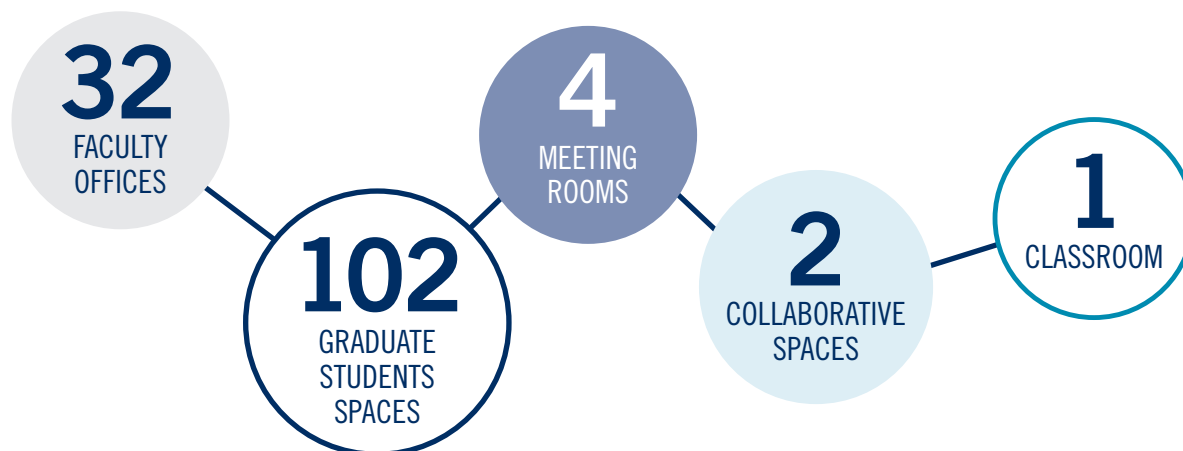 32
FACULTY
OFFICES
102
GRADUATE
STUDENTS
SPACES
4
MEETING
ROOMS
2
COLLABORATIVE
SPACES
1
CLASSROOM